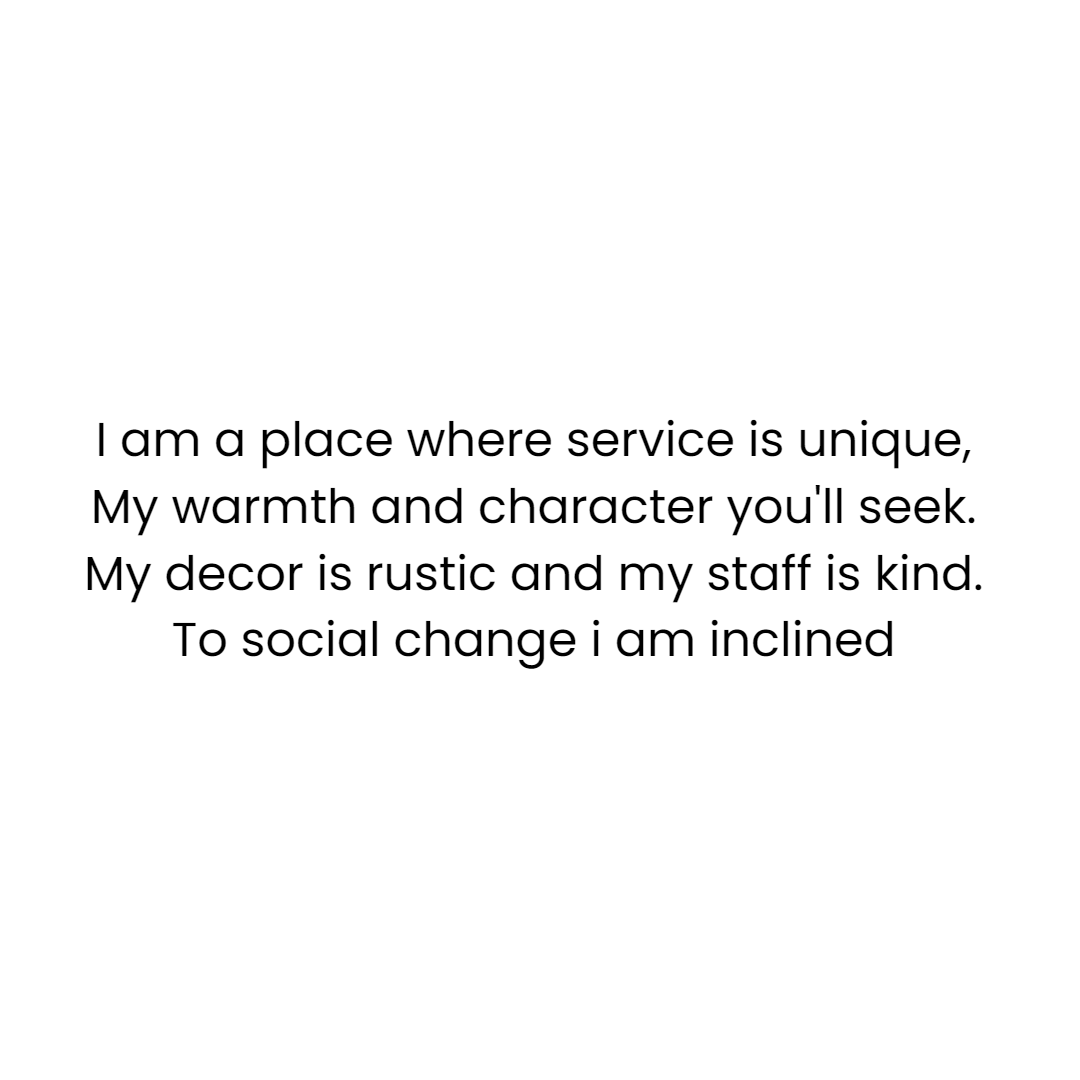 I am a place where service is unique,
My warmth and character you'll seek.
My decor is rustic and my staff is kind.
To social change i am inclined